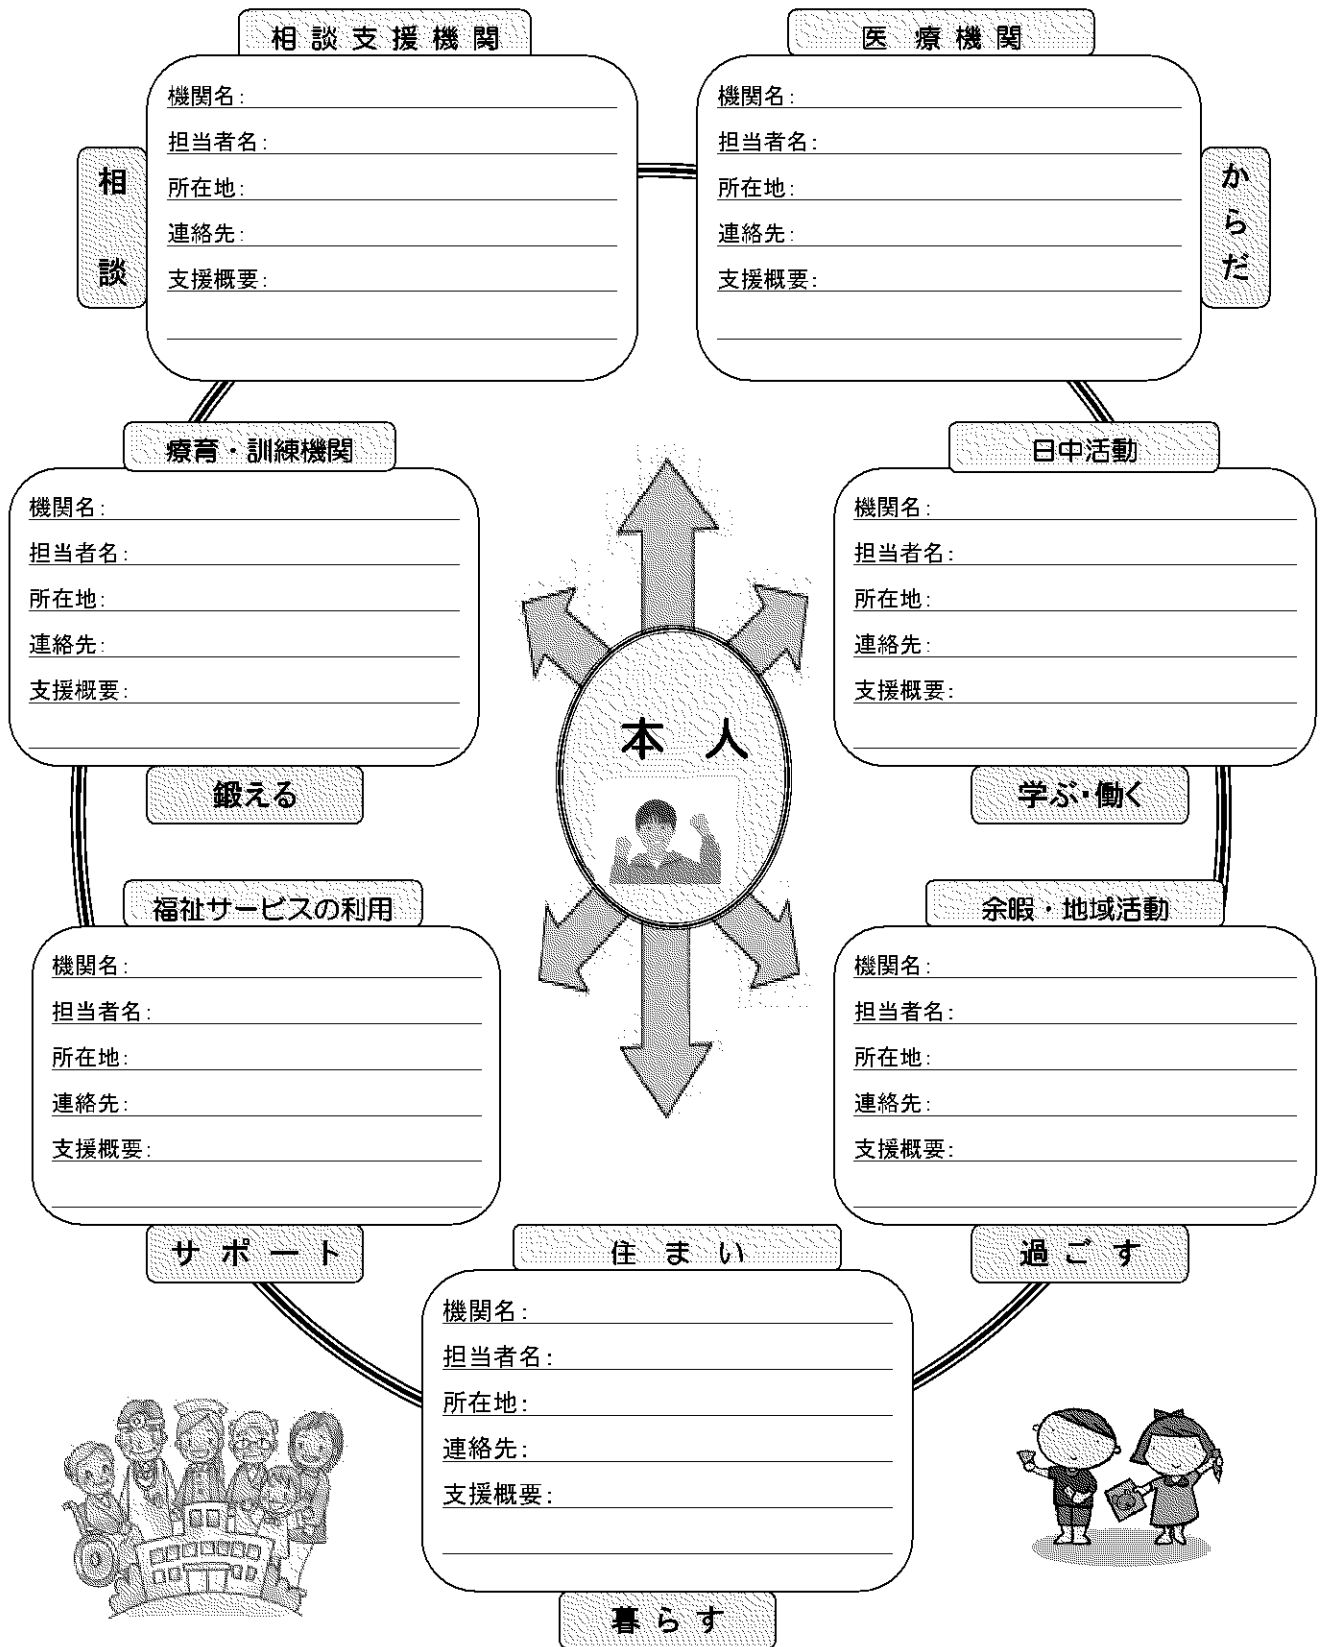 相談支援機関
機関名：
担当者名：
所在地：
連絡先：
支援概要：
相談
医療機関
機関名：
担当者名：
所在地：
連絡先：
支援概要：
からだ
療育・訓練機関
機関名：
担当者名：
所在地：
連絡先：
支援概要：
鍛える
本人
日中活動
機関名：
担当者名：
所在地：
連絡先：
支援概要：
学ぶ・働く
福祉サービスの利用
機関名：
担当者名：
所在地：
連絡先：
支援概要：
サポート
余暇・地域活動
機関名：
担当者名：
所在地：
連絡先：
支援概要：
過ごす
住まい
機関名：
担当者名：
所在地：
連絡先：
支援概要：
暮らす